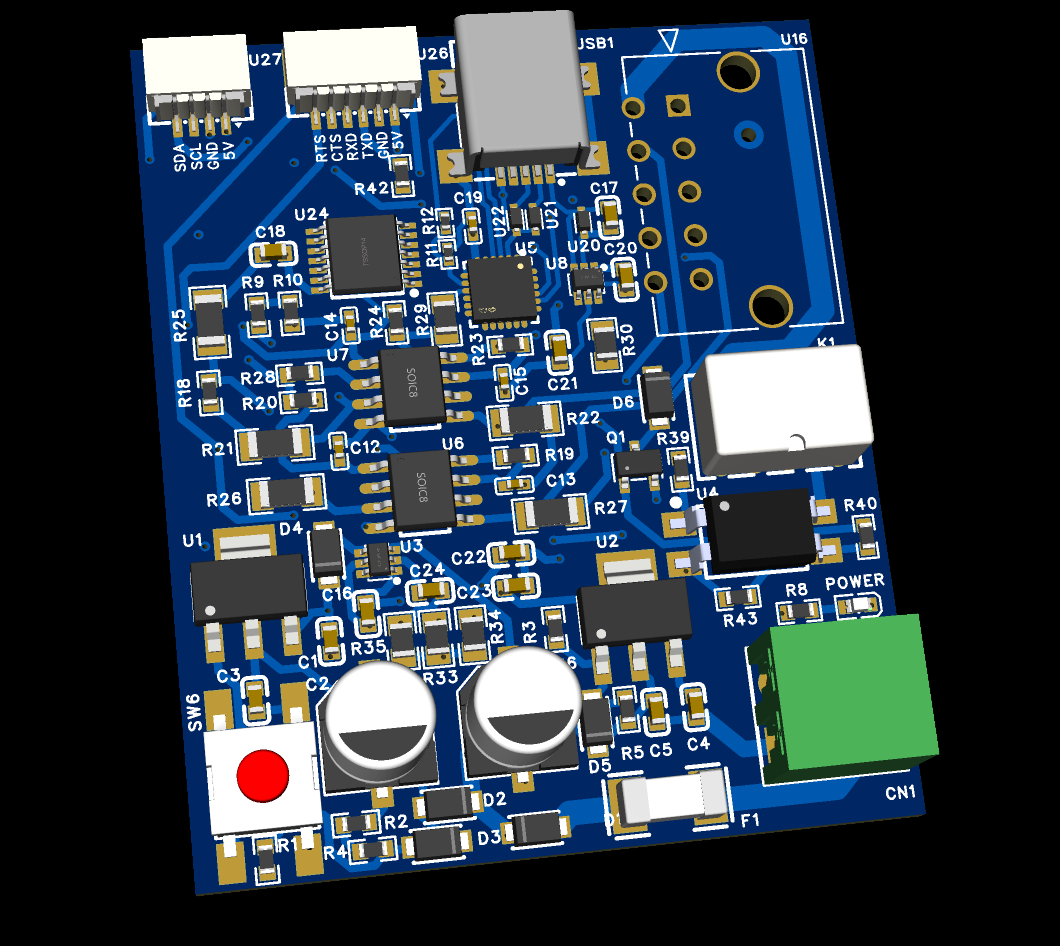 U27
U26
USB1
U16
SDA
SCL
GND
5V
RTS
CTS
RXD
TXD
GND
5V
R42
U24
R12
C19
U22
U21
C17
C18
R11
U5
U20
C20
U8
R9
R10
R25
C14
R24
R29
R23
C21
R30
K1
U7
SOIC8
R18
R28
R20
C15
D6
R22
R21
C12
U6
R19
Q1
R39
SOIC8
C13
R26
R27
U4
R40
U1
D4
U3
C22
U2
C16
C24
C23
R43
R8
POWER
C1
R35
R33
R34
R3
C3
C2
SW6
R5
C5
C4
D5
D2
CN1
R2
D3
F1
R1
R4